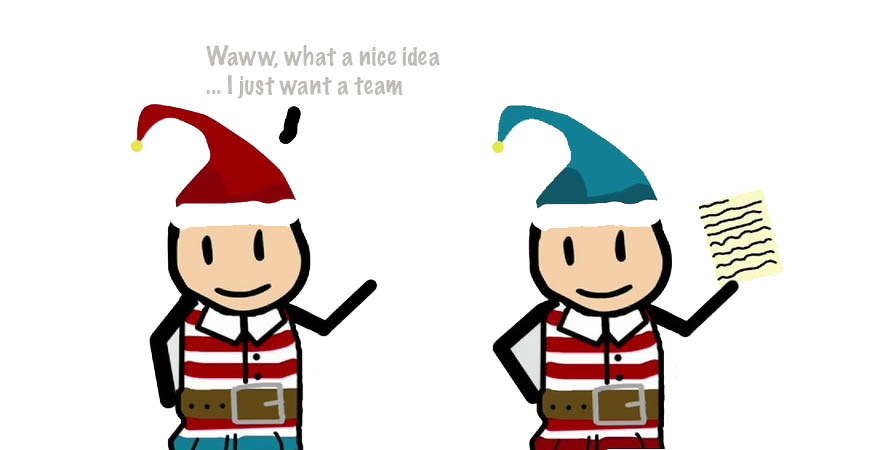 Waww, what a nice idea
... I just want a team